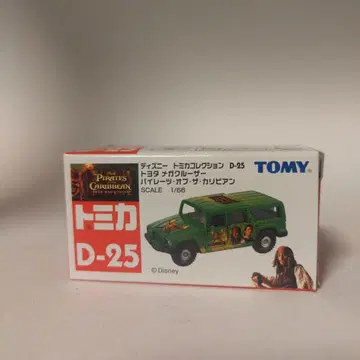 PIRATES
of the
CARIBBEAN
ディズニー トミカコレクション D-25
トヨタ メガクルーザー
パイレーツ・オブ・ザ・カリビアン
SCALE 1/66
TOMY
トミカ
D-25
©Disney